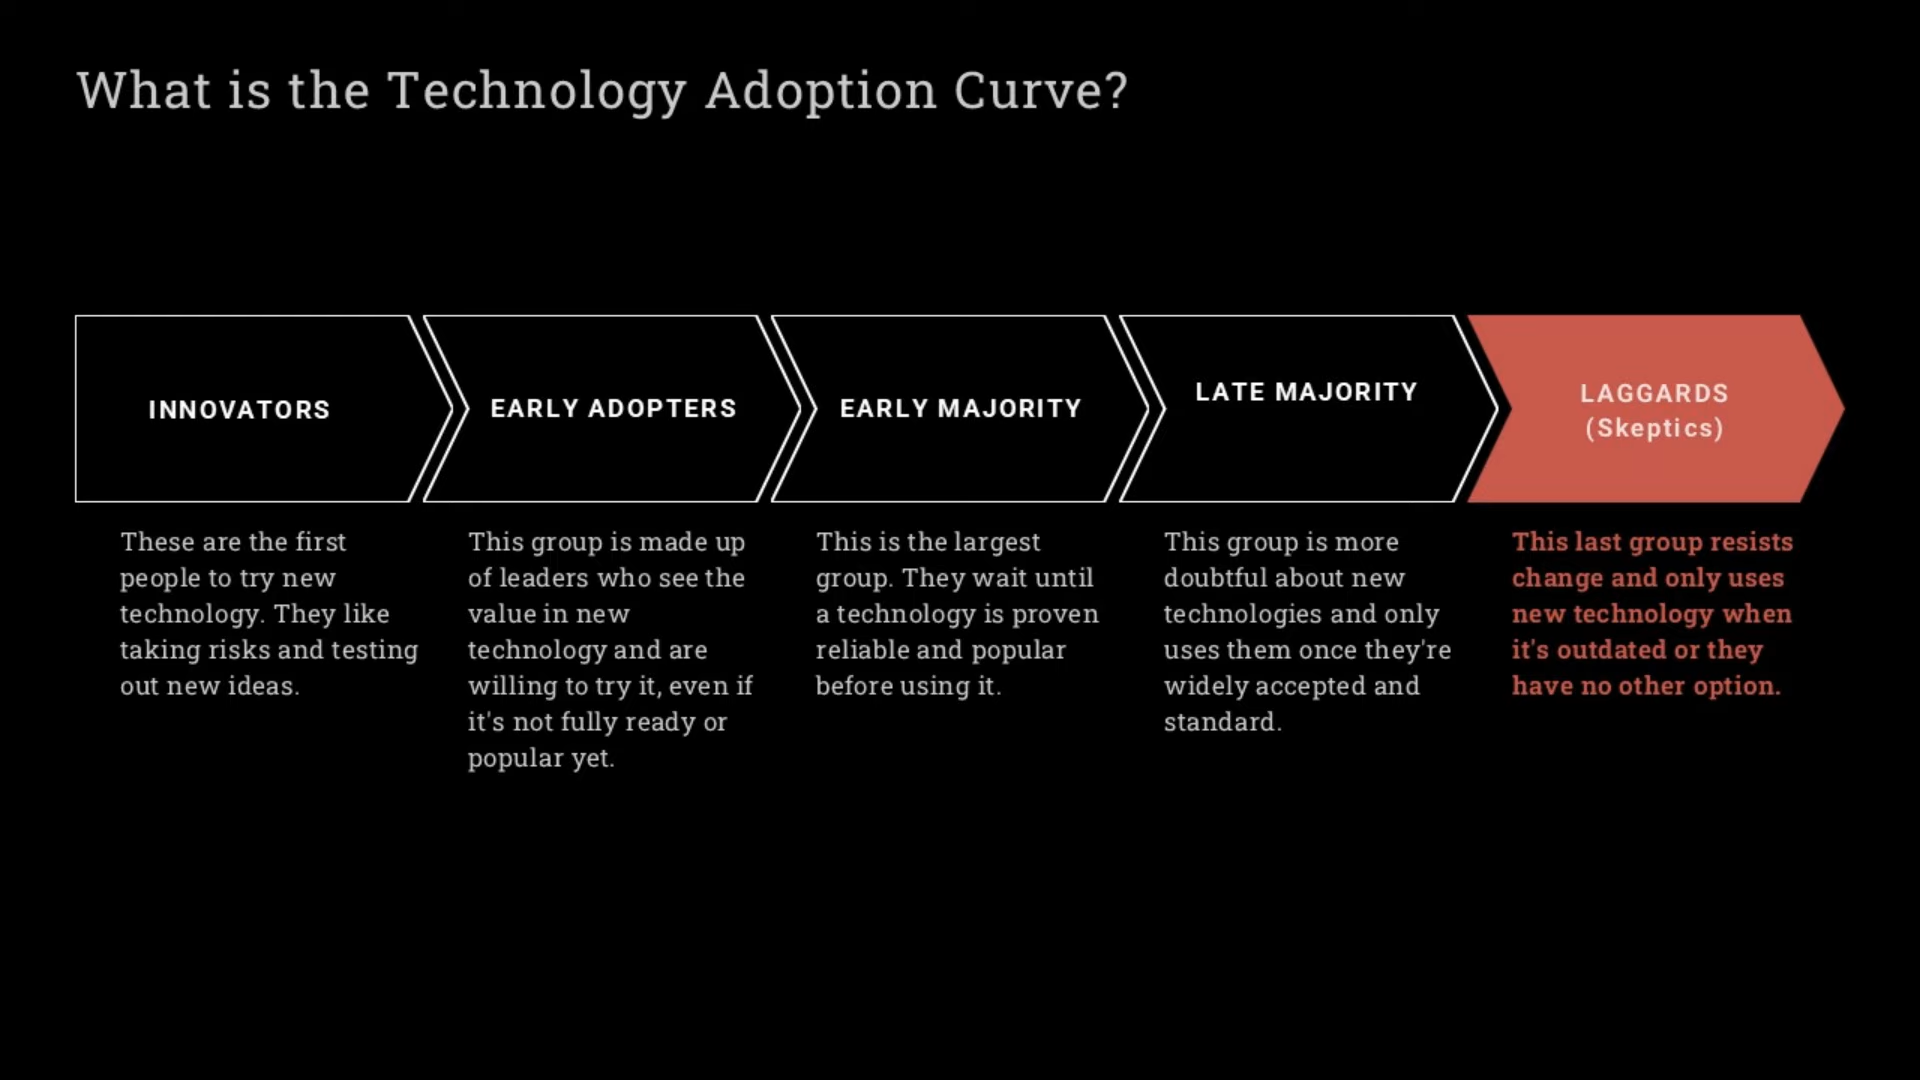 What is the Technology Adoption Curve?
INNOVATORS
These are the first
people to try new
technology. They like
taking risks and testing
out new ideas.
EARLY ADOPTERS
This group is made up
of leaders who see the
value in new
technology and are
willing to try it, even if
it's not fully ready or
popular yet.
EARLY MAJORITY
This is the largest
group. They wait until
a technology is proven
reliable and popular
before using it.
LATE MAJORITY
This group is more
doubtful about new
technologies and only
uses them once they're
widely accepted and
standard.
LAGGARDS
(Skeptics)
This last group resists
change and only uses
new technology when
it's outdated or they
have no other option.